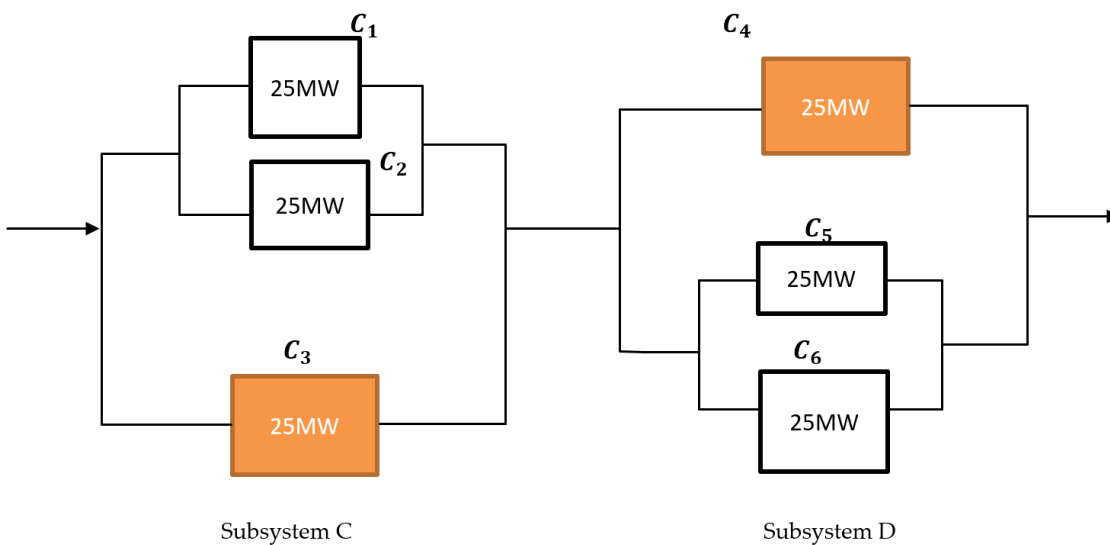 C₁
25MW
C₂
25MW
C₃
25MW
C₄
25MW
C₅
25MW
C₆
25MW
Subsystem C
Subsystem D